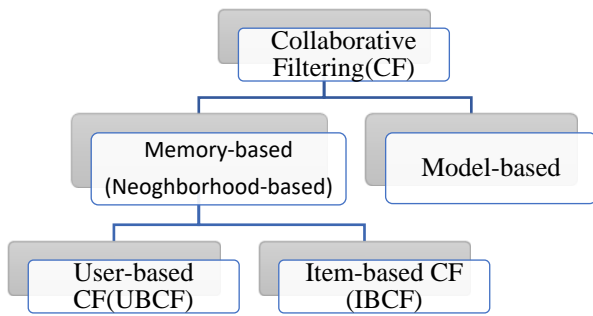 Collaborative
Filtering(CF)
Memory-based
(Neoghborhood-based)
Model-based
User-based
CF(UBCF)
Item-based CF
(IBCF)